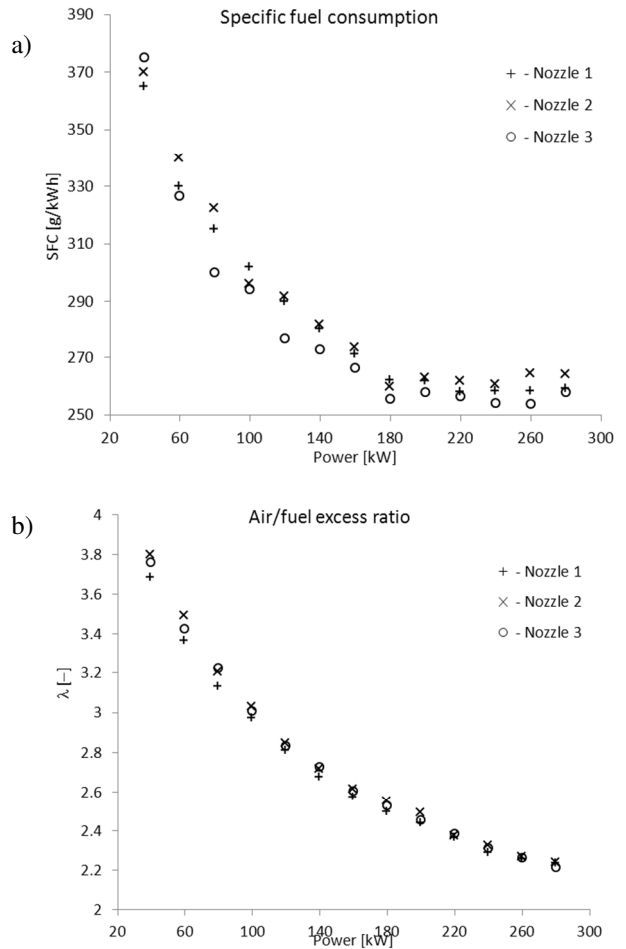 a)
Specific fuel consumption
390
370
350
330
310
290
270
250
SFC [g/kWh]
+ - Nozzle 1
× - Nozzle 2
○ - Nozzle 3
20 60 100 140 180 220 260 300
Power [kW]
b)
Air/fuel excess ratio
4
3.8
3.6
3.4
3.2
3
2.8
2.6
2.4
2.2
2
λ [−]
+ - Nozzle 1
× - Nozzle 2
○ - Nozzle 3
20 60 100 140 180 220 260 300
Power [kW]